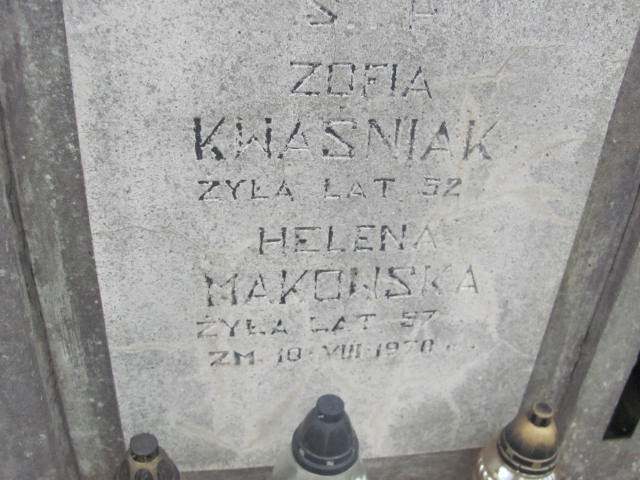 Ś. P
ZOFIA
KWAŚNIAK
ŻYŁA LAT 52
HELENA
MAKOWSKA
ŻYŁA LAT 57
ZM. 10 VIII 1970 r.